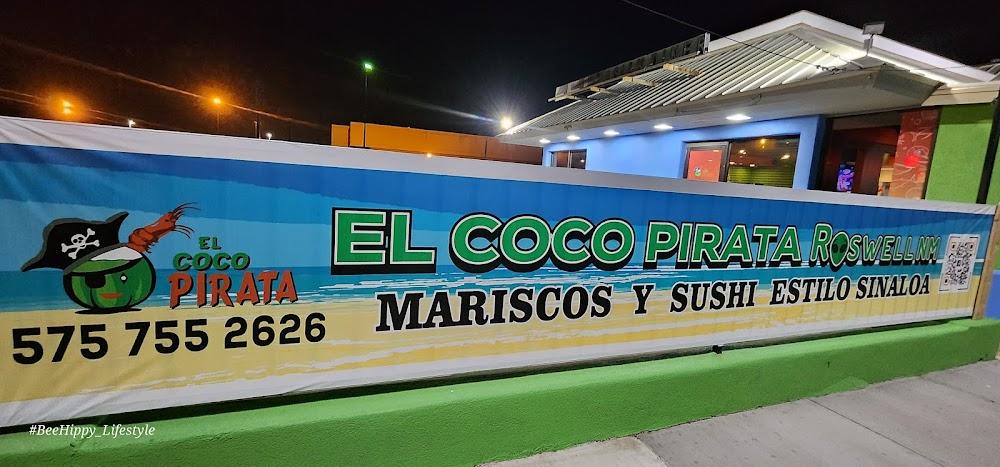 EL
COCO
PIRATA
575 755 2626
EL COCO PIRATA ROSWELL NM
MARISCOS Y SUSHI ESTILO SINALOA
#BeeHippy_Lifestyle